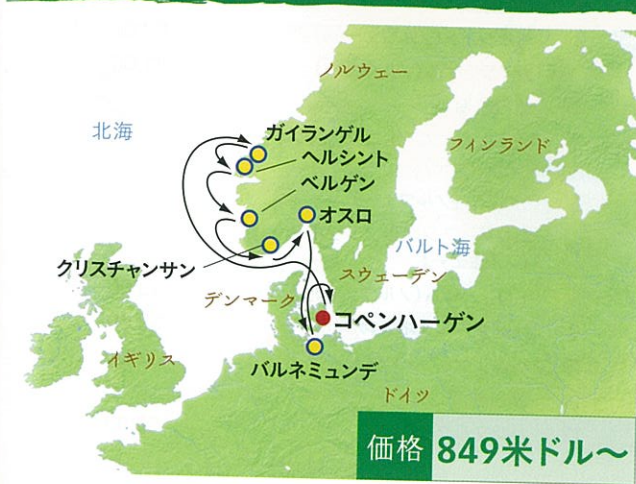 ノルウェー
北海
ガイランゲル
ヘルシント
フィンランド
ベルゲン
オスロ
バルト海
クリスチャンサン
スウェーデン
デンマーク
コペンハーゲン
イギリス
バルネミュンデ
ドイツ
価格 849米ドル〜